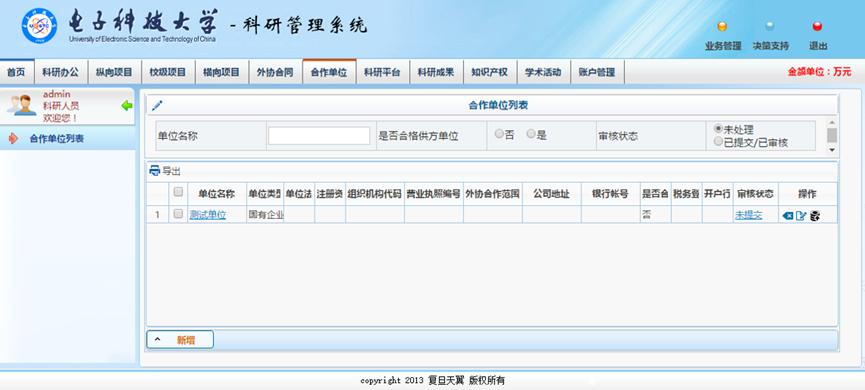 电子科技大学 - 科研管理系统
University of Electronic Science and Technology of China
业务管理 决策支持 退出
首页 科研办公 纵向项目 校级项目 横向项目 外协合同 合作单位 科研平台 科研成果 知识产权 学术活动 账户管理 金额单位：万元
admin
科研人员
欢迎您！
合作单位列表
合作单位列表
单位名称 是否合格供方单位 否 是 审核状态 未处理
已提交/已审核
导出
单位名称 单位类型 单位法 注册资 组织机构代码 营业执照编号 外协合作范围 公司地址 银行帐号 是否合 税务登 开户行 审核状态 操作
1 测试单位 国有企业 否 未提交
新增
copyright 2013 复旦天翼 版权所有